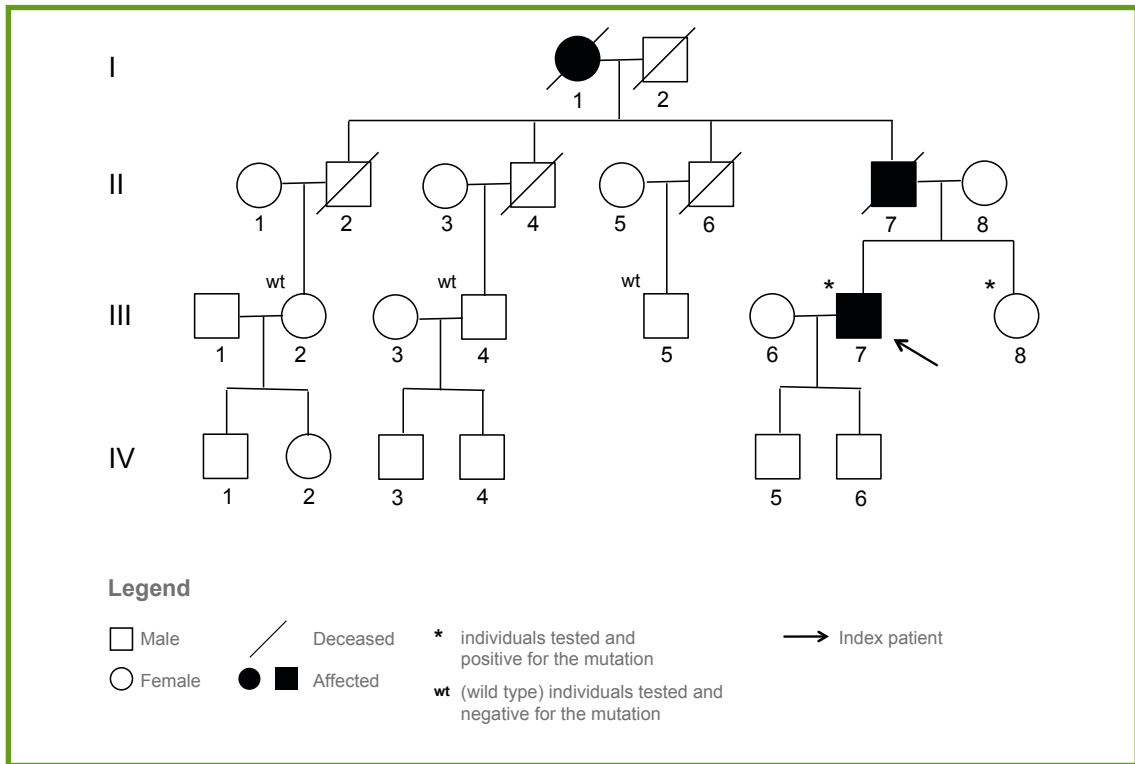 I
1 2
II
1 2 3 4 5 6 7 8
wt wt wt * *
III
1 2 3 4 5 6 7 8
IV
1 2 3 4 5 6
Legend
Male Deceased * individuals tested and positive for the mutation → Index patient
Female Affected wt (wild type) individuals tested and negative for the mutation